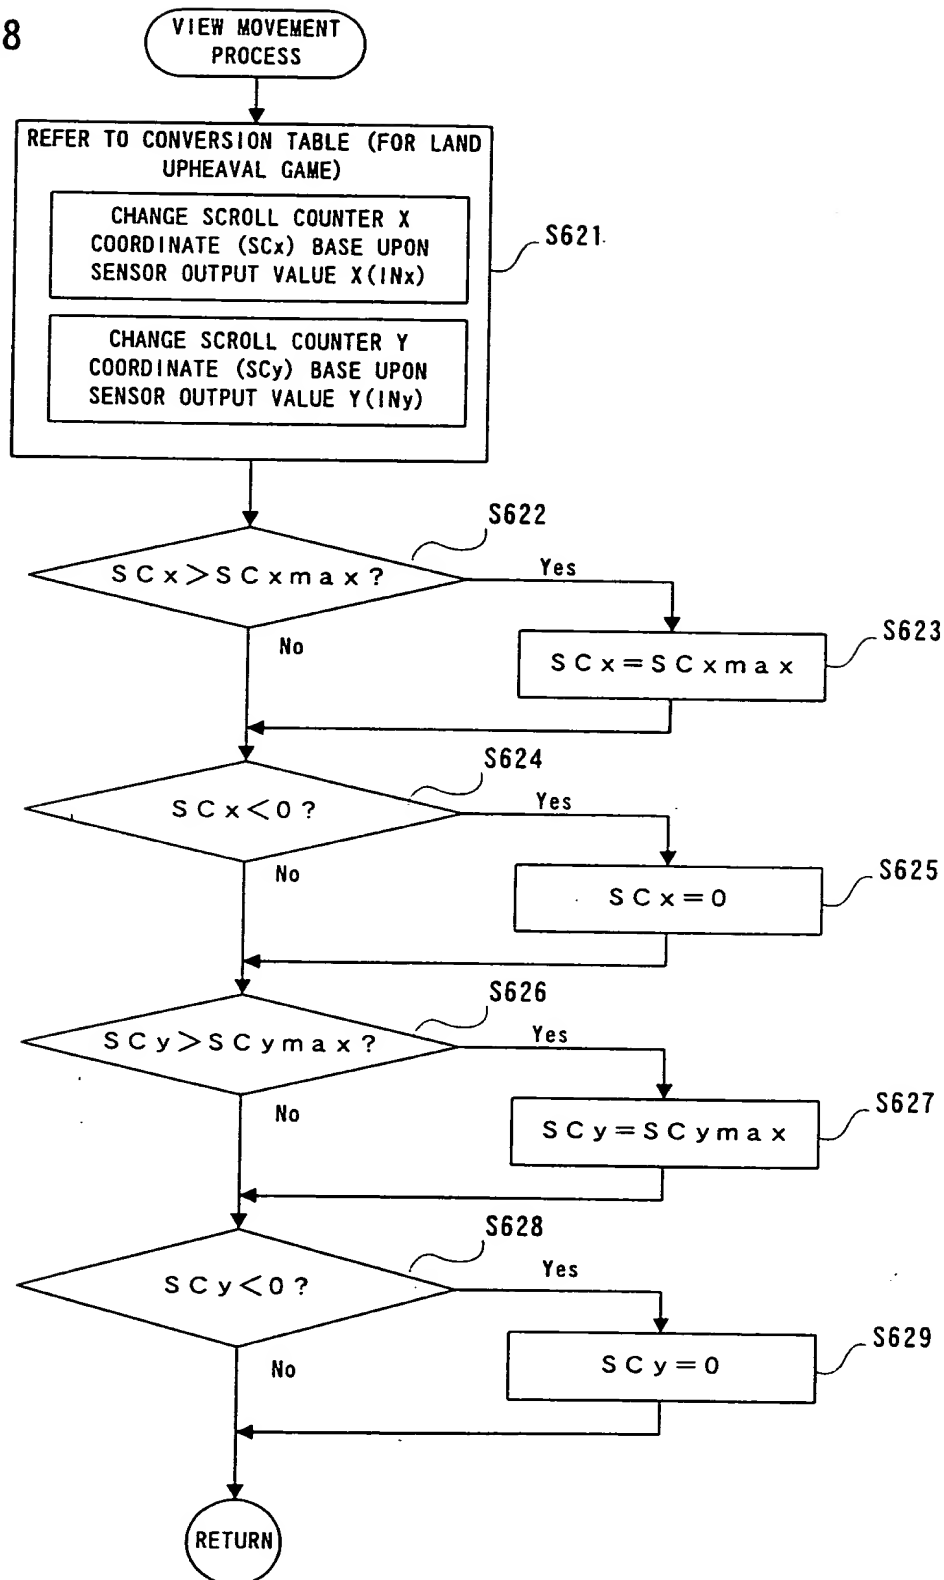 8
VIEW MOVEMENT
PROCESS
REFER TO CONVERSION TABLE (FOR LAND
UPHEAVAL GAME)
CHANGE SCROLL COUNTER X
COORDINATE (SCx) BASE UPON
SENSOR OUTPUT VALUE X(INx)
S621
CHANGE SCROLL COUNTER Y
COORDINATE (SCy) BASE UPON
SENSOR OUTPUT VALUE Y(INy)
S622
SCx>SCxmax?
Yes
No
S623
SCx=SCxmax
S624
SCx<0?
Yes
No
S625
SCx=0
S626
SCy>SCymax?
Yes
No
S627
SCy=SCymax
S628
SCy<0?
Yes
No
S629
SCy=0
RETURN